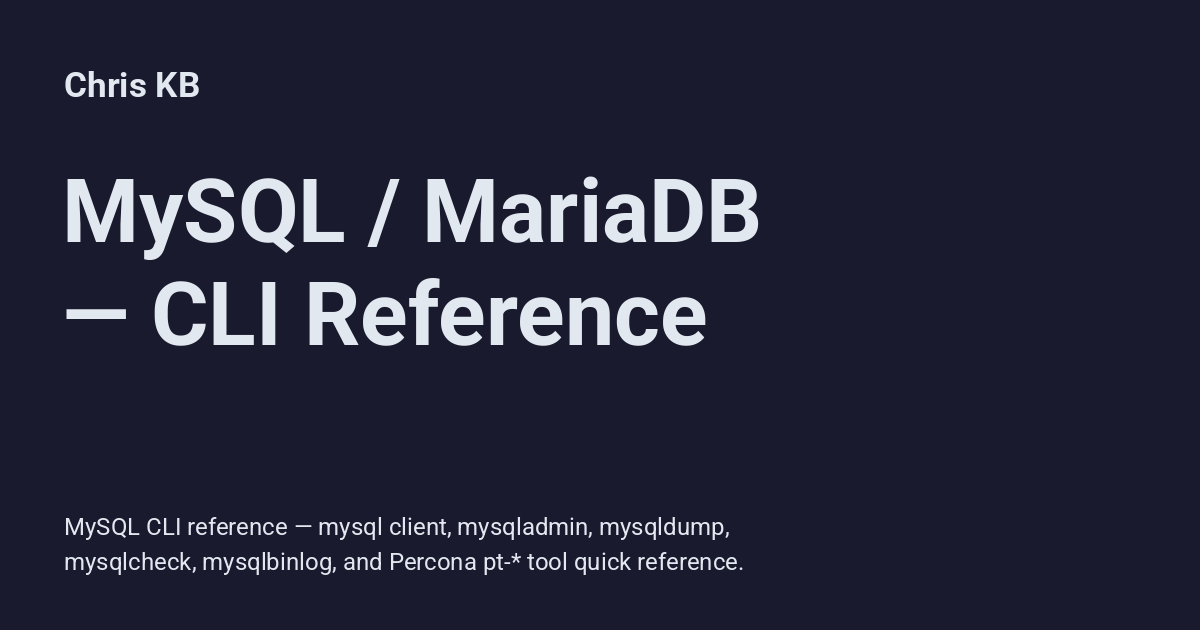 Chris KB
MySQL / MariaDB
— CLI Reference
MySQL CLI reference — mysql client, mysqladmin, mysqldump,
mysqlcheck, mysqlbinlog, and Percona pt-* tool quick reference.